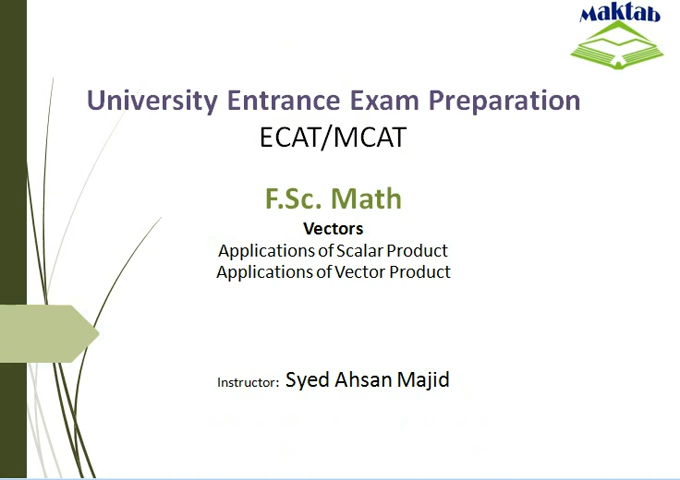 Maktab
University Entrance Exam Preparation
ECAT/MCAT
F.Sc. Math
Vectors
Applications of Scalar Product
Applications of Vector Product
Instructor: Syed Ahsan Majid